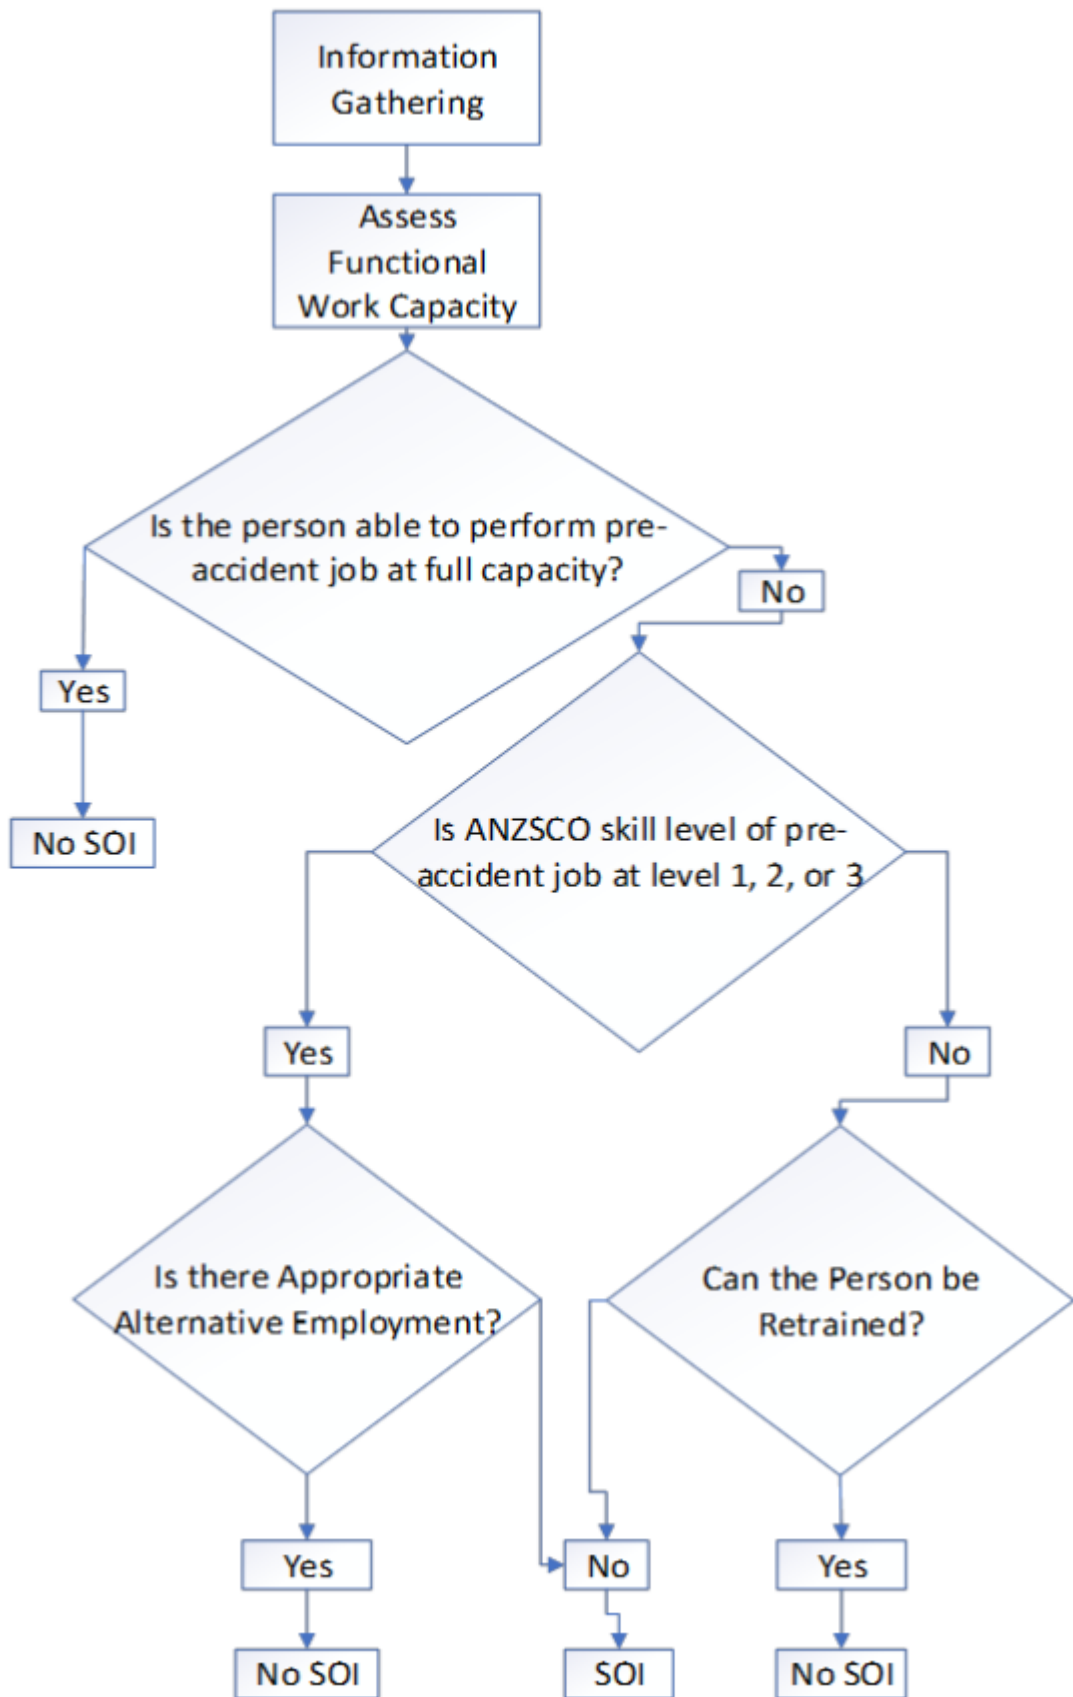 Information
Gathering
Assess
Functional
Work Capacity
Is the person able to perform pre-
accident job at full capacity?
No
Yes
No SOI
Is ANZSCO skill level of pre-
accident job at level 1, 2, or 3
Yes
No
Is there Appropriate
Alternative Employment?
Can the Person be
Retrained?
Yes
No
Yes
No SOI
SOI
No SOI